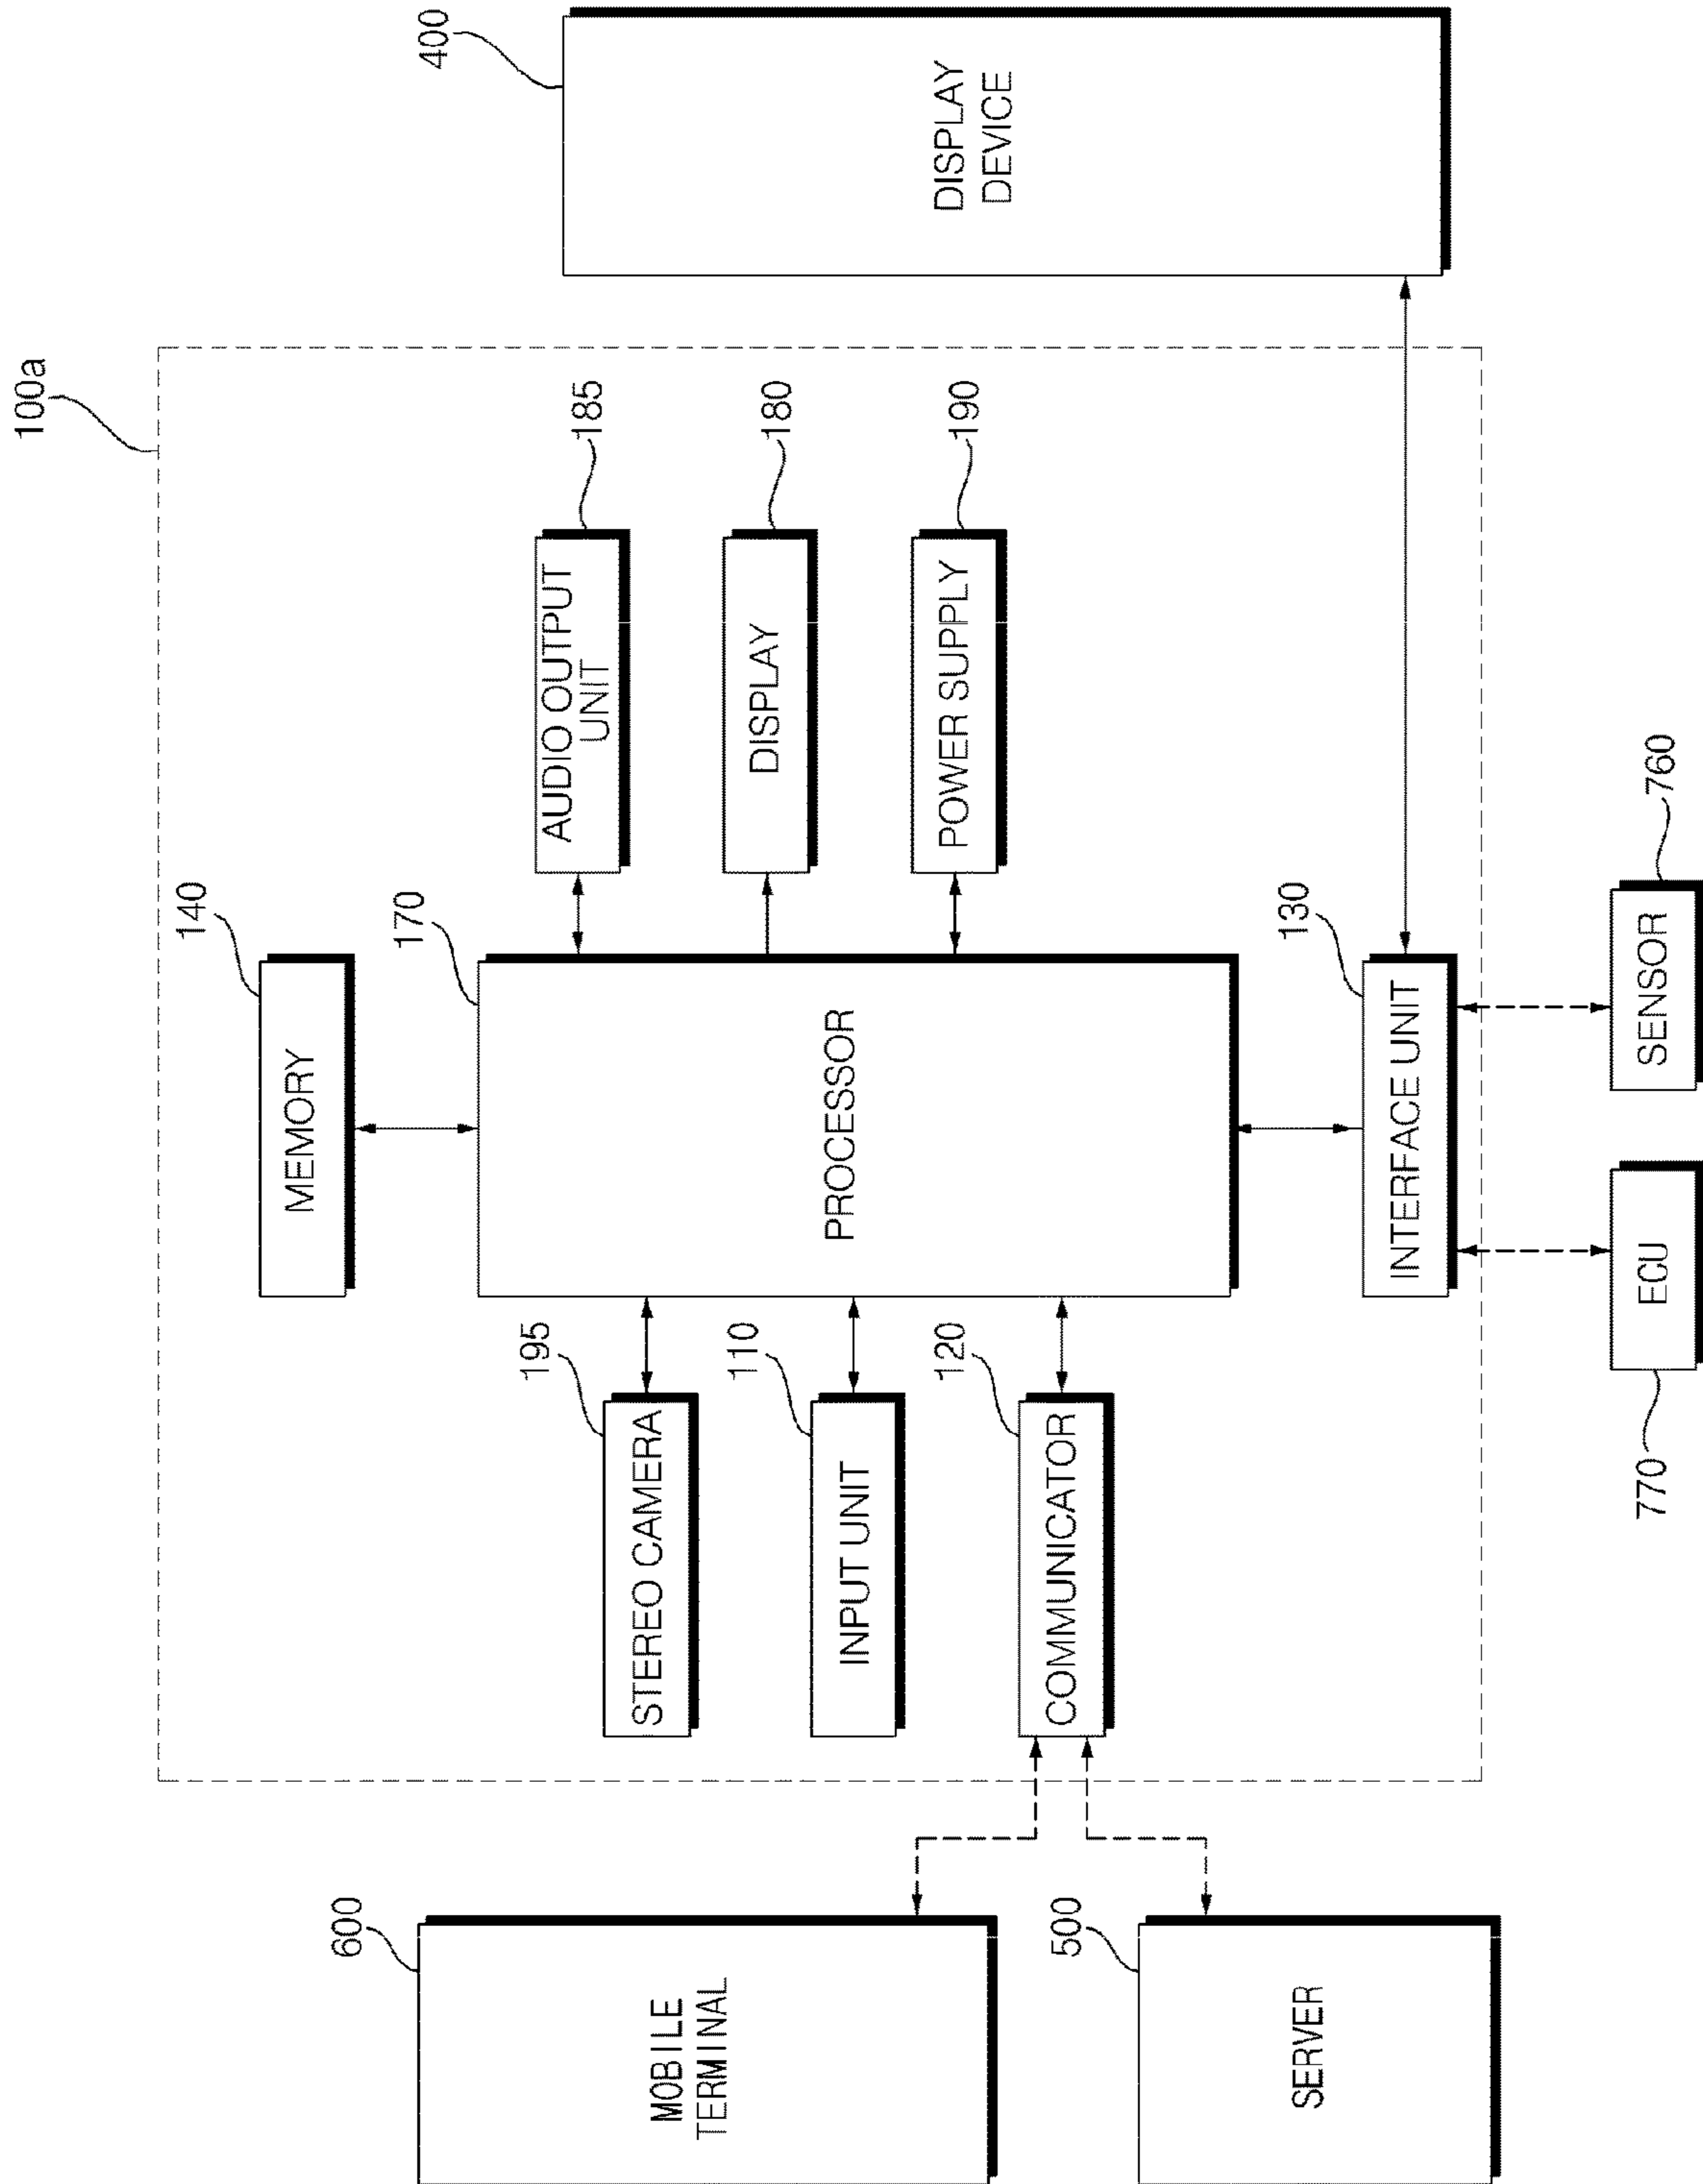 100a
400
DISPLAY
DEVICE
140
MEMORY
170
PROCESSOR
185
AUDIO OUTPUT
UNIT
180
DISPLAY
190
POWER SUPPLY
195
STEREO CAMERA
110
INPUT UNIT
120
COMMUNICATOR
130
INTERFACE UNIT
600
MOBILE
TERMINAL
500
SERVER
770
ECU
760
SENSOR